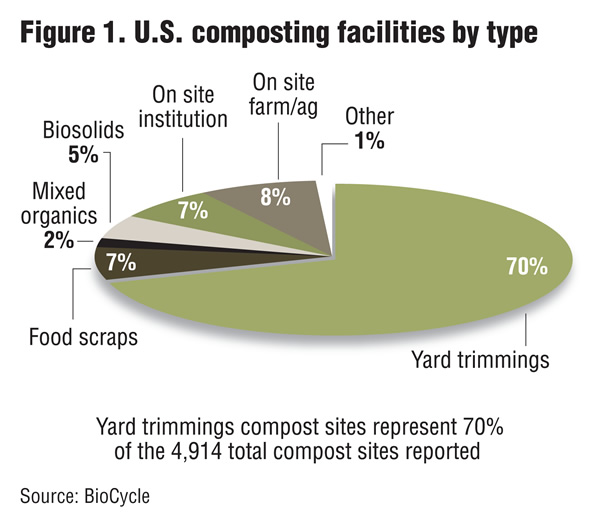 Figure 1. U.S. composting facilities by type
On site
farm/ag
On site
institution
Other
1%
Biosolids
5%
8%
Mixed
organics
2%
7%
7%
70%
Food scraps
Yard trimmings
Yard trimmings compost sites represent 70%
of the 4,914 total compost sites reported
Source: BioCycle